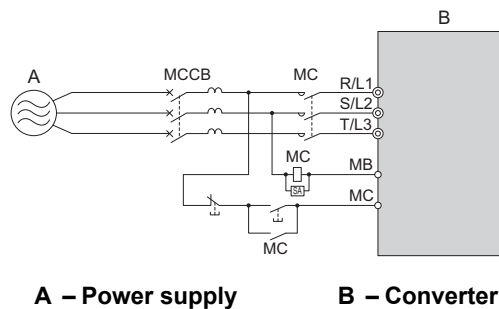 B
A
MCCB
MC
R/L1
S/L2
T/L3
MC
MB
SA
MC
MC
A – Power supply
B – Converter